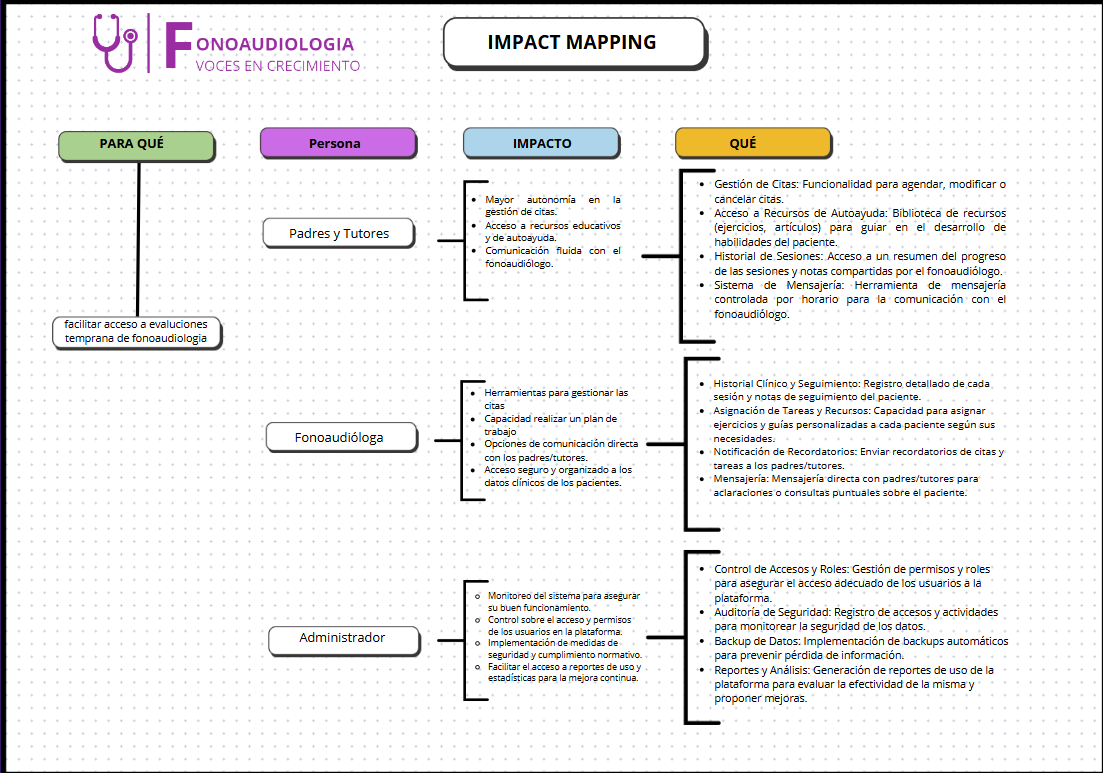 FONOAUDIOLOGIA
VOCES EN CRECIMIENTO
IMPACT MAPPING
PARA QUÉ
Persona
IMPACTO
QUÉ
facilitar acceso a evaluciones
temprana de fonoaudiologia
Padres y Tutores
• Mayor autonomía en la
gestión de citas.
• Acceso a recursos educativos
y de autoayuda.
• Comunicación fluida con el
fonoaudiólogo.
• Gestión de Citas: Funcionalidad para agendar, modificar o
cancelar citas.
• Acceso a Recursos de Autoayuda: Biblioteca de recursos
(ejercicios, artículos) para guiar en el desarrollo de
habilidades del paciente.
• Historial de Sesiones: Acceso a un resumen del progreso
de las sesiones y notas compartidas por el fonoaudiólogo.
• Sistema de Mensajería: Herramienta de mensajería
controlada por horario para la comunicación con el
fonoaudiólogo.
Fonoaudióloga
• Herramientas para gestionar las
citas
• Capacidad realizar un plan de
trabajo
• Opciones de comunicación directa
con los padres/tutores.
• Acceso seguro y organizado a los
datos clínicos de los pacientes.
• Historial Clínico y Seguimiento: Registro detallado de cada
sesión y notas de seguimiento del paciente.
• Asignación de Tareas y Recursos: Capacidad para asignar
ejercicios y guías personalizadas a cada paciente según sus
necesidades.
• Notificación de Recordatorios: Enviar recordatorios de citas y
tareas a los padres/tutores.
• Mensajería: Mensajería directa con padres/tutores para
aclaraciones o consultas puntuales sobre el paciente.
Administrador
○ Monitoreo del sistema para asegurar
su buen funcionamiento.
○ Control sobre el acceso y permisos
de los usuarios en la plataforma.
○ Implementación de medidas de
seguridad y cumplimiento normativo.
○ Facilitar el acceso a reportes de uso y
estadísticas para la mejora continua.
• Control de Accesos y Roles: Gestión de permisos y roles
para asegurar el acceso adecuado de los usuarios a la
plataforma.
• Auditoría de Seguridad: Registro de accesos y actividades
para monitorear la seguridad de los datos.
• Backup de Datos: Implementación de backups automáticos
para prevenir pérdida de información.
• Reportes y Análisis: Generación de reportes de uso de la
plataforma para evaluar la efectividad de la misma y
proponer mejoras.